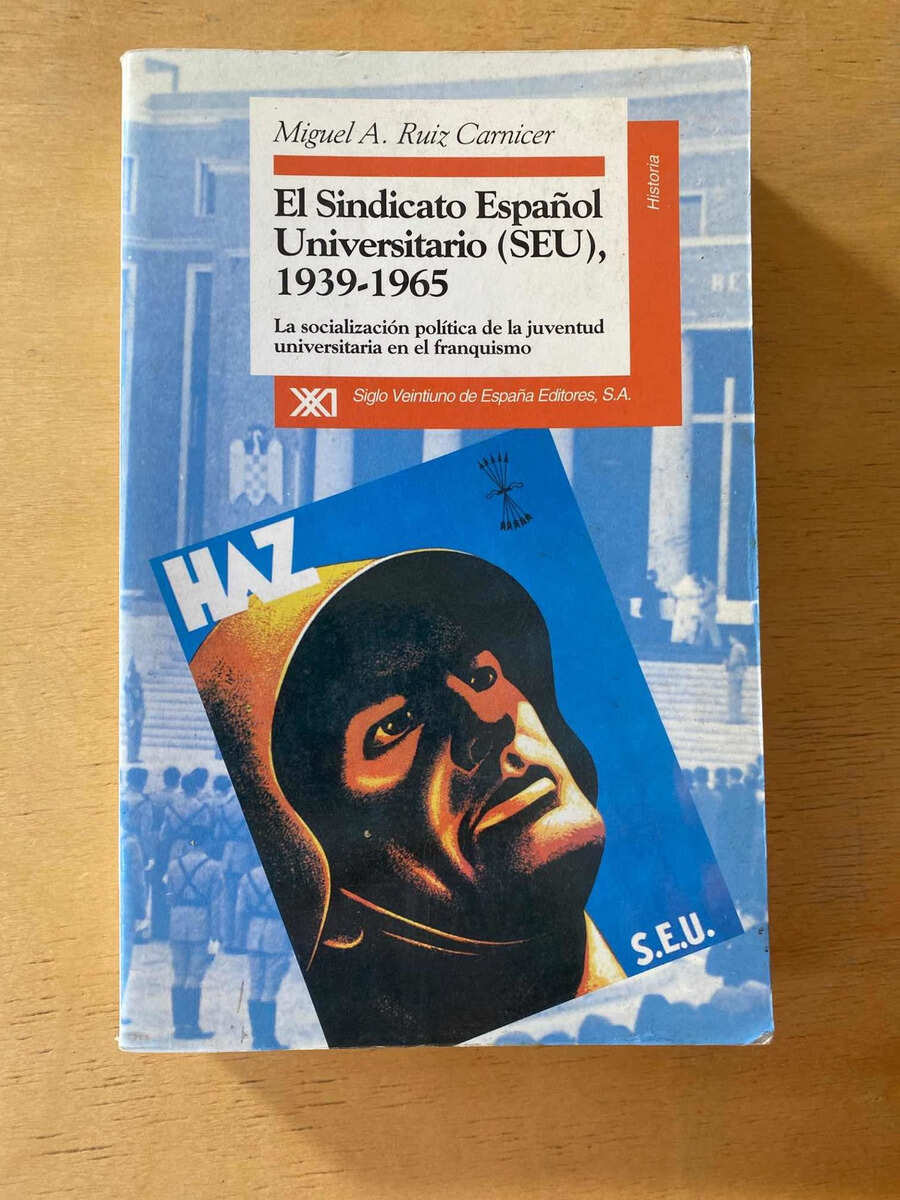 Miguel A. Ruiz Carnicer
El Sindicato Español
Universitario (SEU),
1939-1965
La socialización política de la juventud
universitaria en el franquismo
Historia
XXI
Siglo Veintiuno de España Editores, S.A.
HAZ
S.E.U.